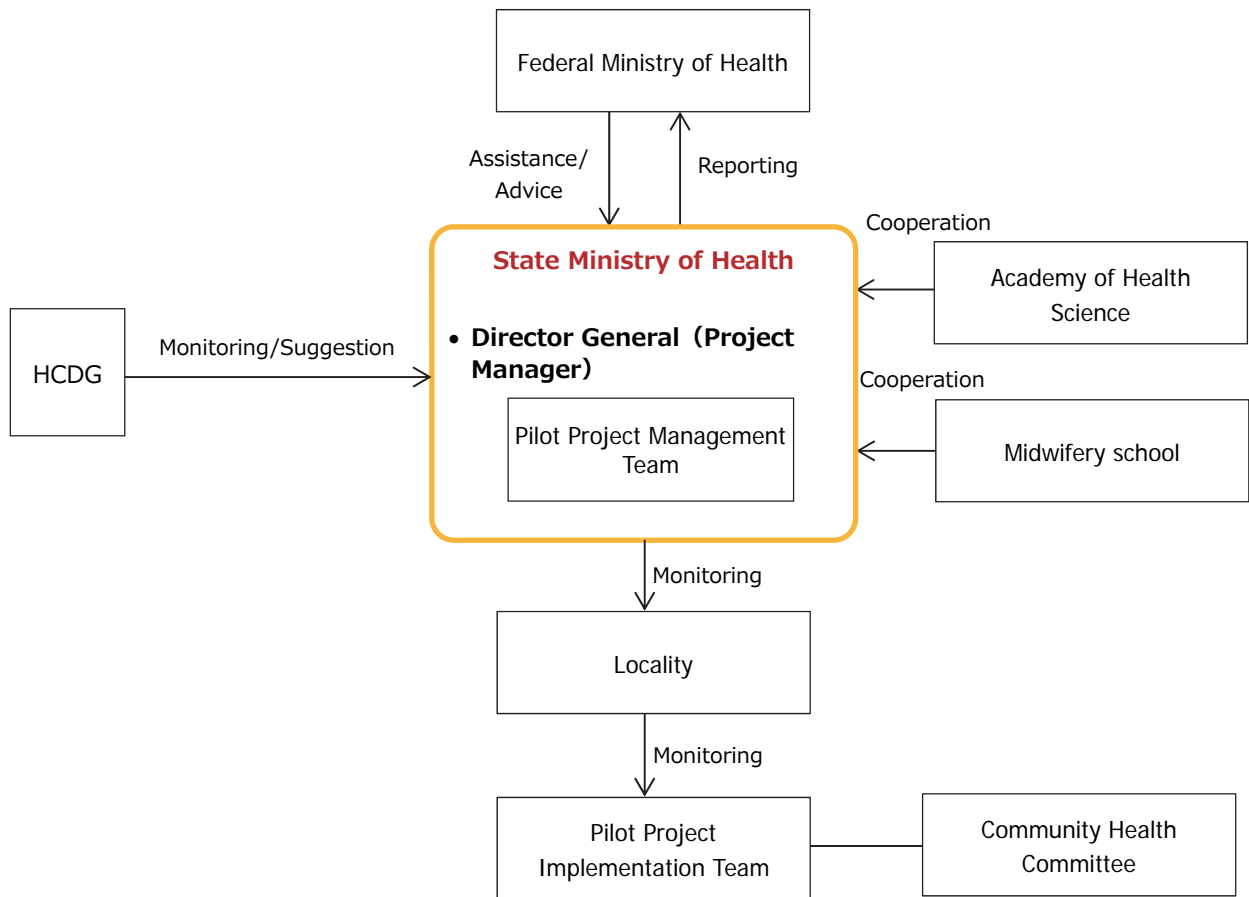 Federal Ministry of Health
Assistance/
Advice
Reporting
State Ministry of Health
• Director General（Project
Manager）
Pilot Project Management
Team
HCDG
Monitoring/Suggestion
Cooperation
Academy of Health
Science
Cooperation
Midwifery school
Monitoring
Locality
Monitoring
Pilot Project
Implementation Team
Community Health
Committee